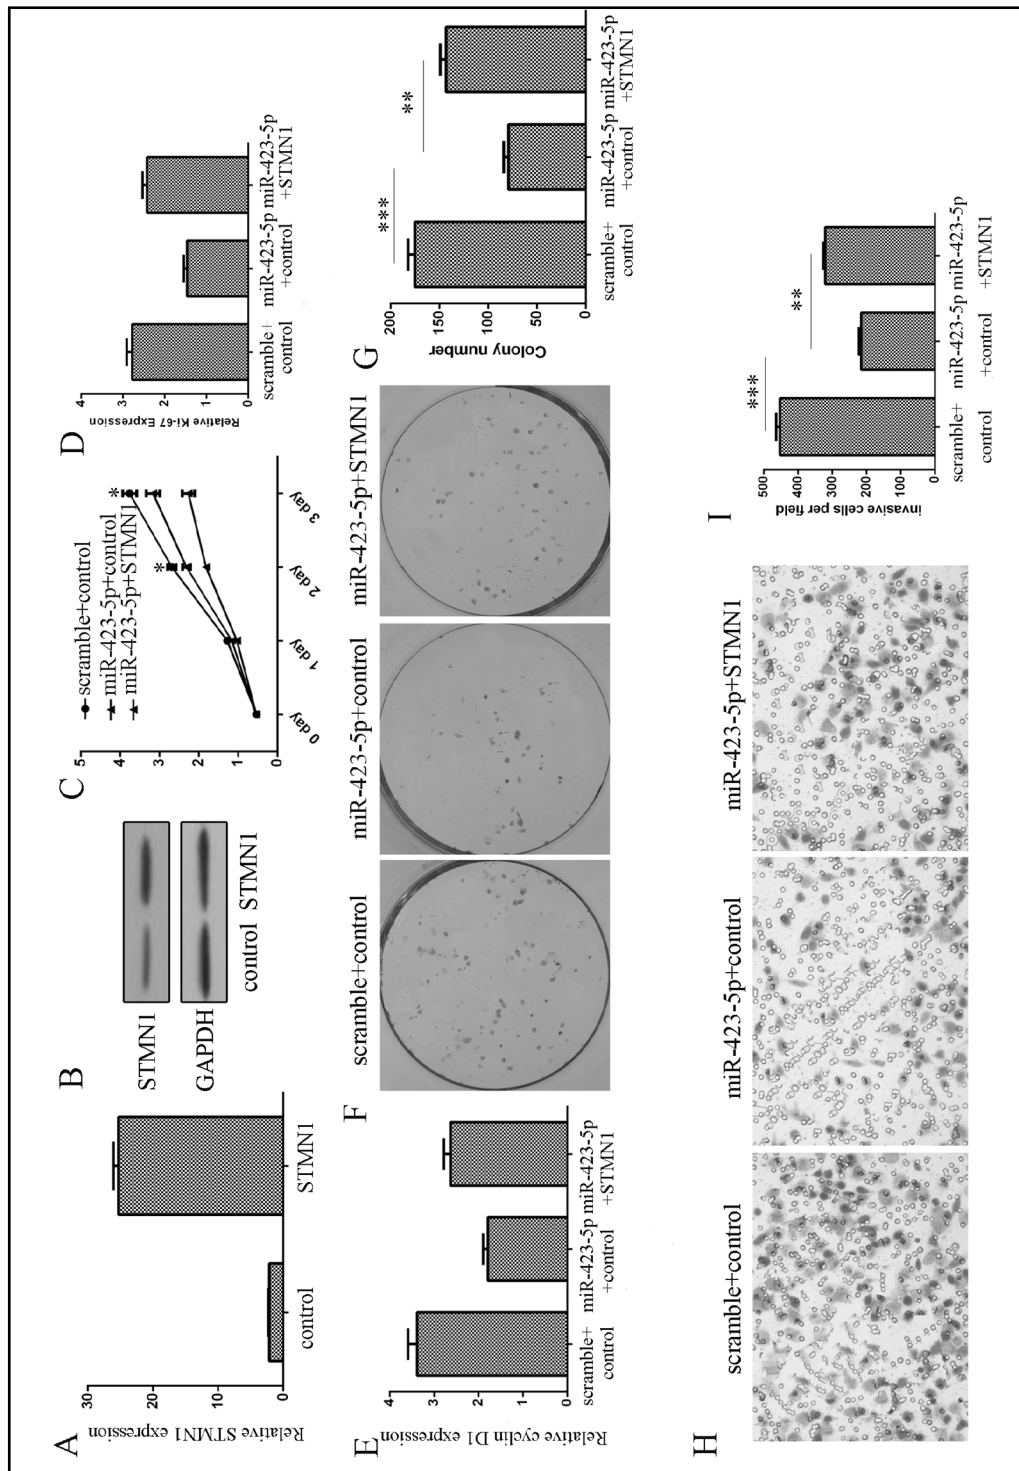 A
Relative STMN1 expression
30
20
10
0
control
STMN1
B
STMN1
GAPDH
control STMN1
C
scramble+control
miR-423-5p+control
miR-423-5p+STMN1
5
4
3
2
1
0
0 day
1 day
2 day
3 day
*
*
D
Relative Ki-67 Expression
4
3
2
1
0
scramble+
control
miR-423-5p
+control
miR-423-5p
+STMN1
E
Relative cyclin D1 expression
4
3
2
1
0
scramble+
control
miR-423-5p
+control
miR-423-5p
+STMN1
F
scramble+control
miR-423-5p+control
miR-423-5p+STMN1
G
Colony number
200
150
100
50
0
***
**
scramble+
control
miR-423-5p
+control
miR-423-5p
+STMN1
H
scramble+control
miR-423-5p+control
miR-423-5p+STMN1
I
invasive cells per field
500
400
300
200
100
0
***
**
scramble+
control
miR-423-5p
+control
miR-423-5p
+STMN1